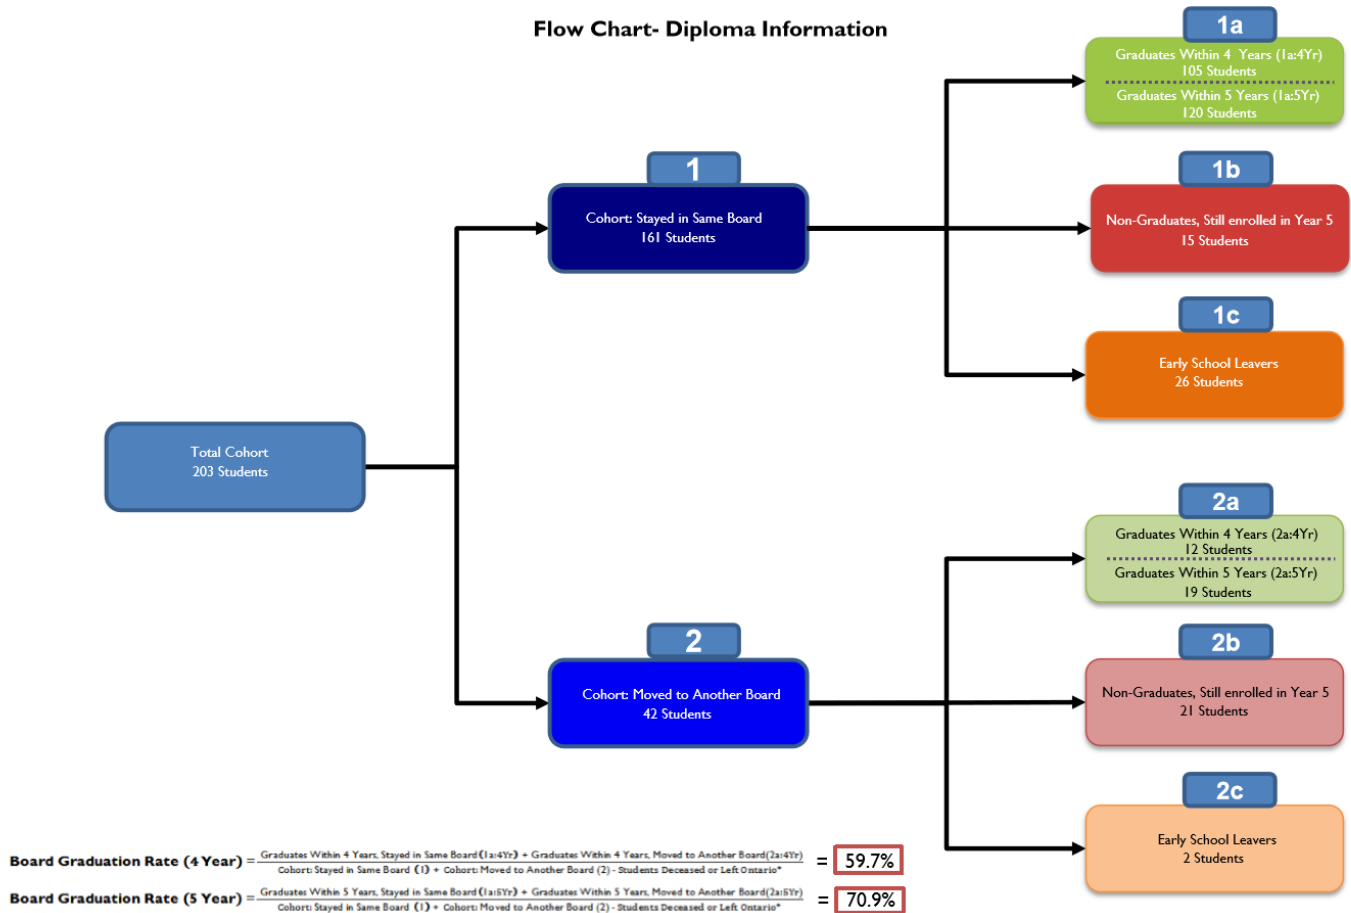 Flow Chart- Diploma Information
1a
Graduates Within 4 Years (1a:4Yr)
105 Students
Graduates Within 5 Years (1a:5Yr)
120 Students
1
Cohort: Stayed in Same Board
161 Students
1b
Non-Graduates, Still enrolled in Year 5
15 Students
1c
Early School Leavers
26 Students
Total Cohort
203 Students
2a
Graduates Within 4 Years (2a:4Yr)
12 Students
Graduates Within 5 Years (2a:5Yr)
19 Students
2
Cohort: Moved to Another Board
42 Students
2b
Non-Graduates, Still enrolled in Year 5
21 Students
2c
Early School Leavers
2 Students
Board Graduation Rate (4 Year) = Graduates Within 4 Years, Stayed in Same Board(1a:4Yr) + Graduates Within 4 Years, Moved to Another Board(2a:4Yr)
Cohort: Stayed in Same Board (1) + Cohort: Moved to Another Board (2) - Students Deceased or Left Ontario* = 59.7%
Board Graduation Rate (5 Year) = Graduates Within 5 Years, Stayed in Same Board(1a:5Yr) + Graduates Within 5 Years, Moved to Another Board(2a:5Yr)
Cohort: Stayed in Same Board (1) + Cohort: Moved to Another Board (2) - Students Deceased or Left Ontario* = 70.9%